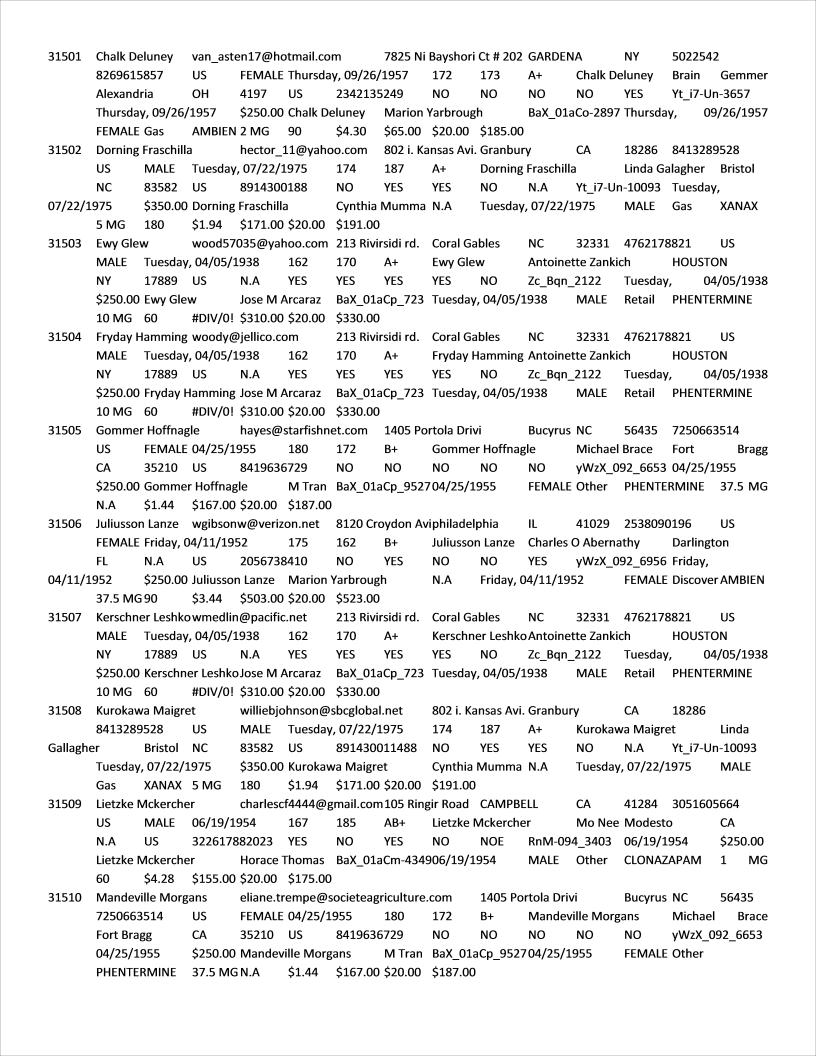 31501 Chalk Deluney van_asten17@hotmail.com 7825 Ni Bayshori Ct # 202 GARDENA NY 5022542
8269615857 US FEMALE Thursday, 09/26/1957 172 173 A+ Chalk Deluney Brain Gemmer
Alexandria OH 4197 US 2342135249 NO NO NO NO YES Yt_i7-Un-3657
Thursday, 09/26/1957 $250.00 Chalk Deluney Marion Yarbrough BaX_01aCo-2897 Thursday, 09/26/1957
FEMALE Gas AMBIEN 2 MG 90 $4.30 $65.00 $20.00 $185.00
31502 Dorning Fraschilla hector_11@yahoo.com 802 i. Kansas Avi. Granbury CA 18286 8413289528
US MALE Tuesday, 07/22/1975 174 187 A+ Dorning Fraschilla Linda Galagher Bristol
NC 83582 US 8914300188 NO YES YES NO N.A Yt_i7-Un-10093 Tuesday,
07/22/1975 $350.00 Dorning Fraschilla Cynthia Mumma N.A Tuesday, 07/22/1975 MALE Gas XANAX
5 MG 180 $1.94 $171.00 $20.00 $191.00
31503 Ewy Glew wood57035@yahoo.com 213 Rivirsidi rd. Coral Gables NC 32331 4762178821 US
MALE Tuesday, 04/05/1938 162 170 A+ Ewy Glew Antoinette Zankich HOUSTON
NY 17889 US N.A YES YES YES YES NO Zc_Bqn_2122 Tuesday, 04/05/1938
$250.00 Ewy Glew Jose M Arcaraz BaX_01aCp_723 Tuesday, 04/05/1938 MALE Retail PHENTERMINE
10 MG 60 #DIV/0! $310.00 $20.00 $330.00
31504 Fryday Hamming woody@jellico.com 213 Rivirsidi rd. Coral Gables NC 32331 4762178821 US
MALE Tuesday, 04/05/1938 162 170 A+ Fryday Hamming Antoinette Zankich HOUSTON
NY 17889 US N.A YES YES YES YES NO Zc_Bqn_2122 Tuesday, 04/05/1938
$250.00 Fryday Hamming Jose M Arcaraz BaX_01aCp_723 Tuesday, 04/05/1938 MALE Retail PHENTERMINE
10 MG 60 #DIV/0! $310.00 $20.00 $330.00
31505 Gommer Hoffnagle hayes@starfishnet.com 1405 Portola Drivi Bucyrus NC 56435 7250663514
US FEMALE 04/25/1955 180 172 B+ Gommer Hoffnagle Michael Brace Fort Bragg
CA 35210 US 8419636729 NO NO NO NO NO yWzX_092_6653 04/25/1955
$250.00 Gommer Hoffnagle M Tran BaX_01aCp_9527 04/25/1955 FEMALE Other PHENTERMINE 37.5 MG
N.A $1.44 $167.00 $20.00 $187.00
31506 Juliusson Lanze wgibsonw@verizon.net 8120 Croydon Avi philadelphia IL 41029 2538090196 US
FEMALE Friday, 04/11/1952 175 162 B+ Juliusson Lanze Charles O Abernathy Darlington
FL N.A US 2056738410 NO YES NO NO YES yWzX_092_6956 Friday,
04/11/1952 $250.00 Juliusson Lanze Marion Yarbrough N.A Friday, 04/11/1952 FEMALE Discover AMBIEN
37.5 MG 90 $3.44 $503.00 $20.00 $523.00
31507 Kerschner Leshko wmedlin@pacific.net 213 Rivirsidi rd. Coral Gables NC 32331 4762178821 US
MALE Tuesday, 04/05/1938 162 170 A+ Kerschner Leshko Antoinette Zankich HOUSTON
NY 17889 US N.A YES YES YES YES NO Zc_Bqn_2122 Tuesday, 04/05/1938
$250.00 Kerschner Leshko Jose M Arcaraz BaX_01aCp_723 Tuesday, 04/05/1938 MALE Retail PHENTERMINE
10 MG 60 #DIV/0! $310.00 $20.00 $330.00
31508 Kurokawa Maigret williebjohnson@sbcglobal.net 802 i. Kansas Avi. Granbury CA 18286
8413289528 US MALE Tuesday, 07/22/1975 174 187 A+ Kurokawa Maigret Linda
Gallagher Bristol NC 83582 US 891430011488 NO YES YES NO N.A Yt_i7-Un-10093
Tuesday, 07/22/1975 $350.00 Kurokawa Maigret Cynthia Mumma N.A Tuesday, 07/22/1975 MALE
Gas XANAX 5 MG 180 $1.94 $171.00 $20.00 $191.00
31509 Lietzke Mckercher charlescf4444@gmail.com 105 Ringir Road CAMPBELL CA 41284 3051605664
US MALE 06/19/1954 167 185 AB+ Lietzke Mckercher Mo Nee Modesto CA
N.A US 322617882023 YES NO YES NO NOE RnM-094_3403 06/19/1954 $250.00
Lietzke Mckercher Horace Thomas BaX_01aCm-4349 06/19/1954 MALE Other CLONAZAPAM 1 MG
60 $4.28 $155.00 $20.00 $175.00
31510 Mandeville Morgans eliane.trempe@societeagriculture.com 1405 Portola Drivi Bucyrus NC 56435
7250663514 US FEMALE 04/25/1955 180 172 B+ Mandeville Morgans Michael Brace
Fort Bragg CA 35210 US 8419636729 NO NO NO NO NO yWzX_092_6653
04/25/1955 $250.00 Mandeville Morgans M Tran BaX_01aCp_9527 04/25/1955 FEMALE Other
PHENTERMINE 37.5 MG N.A $1.44 $167.00 $20.00 $187.00